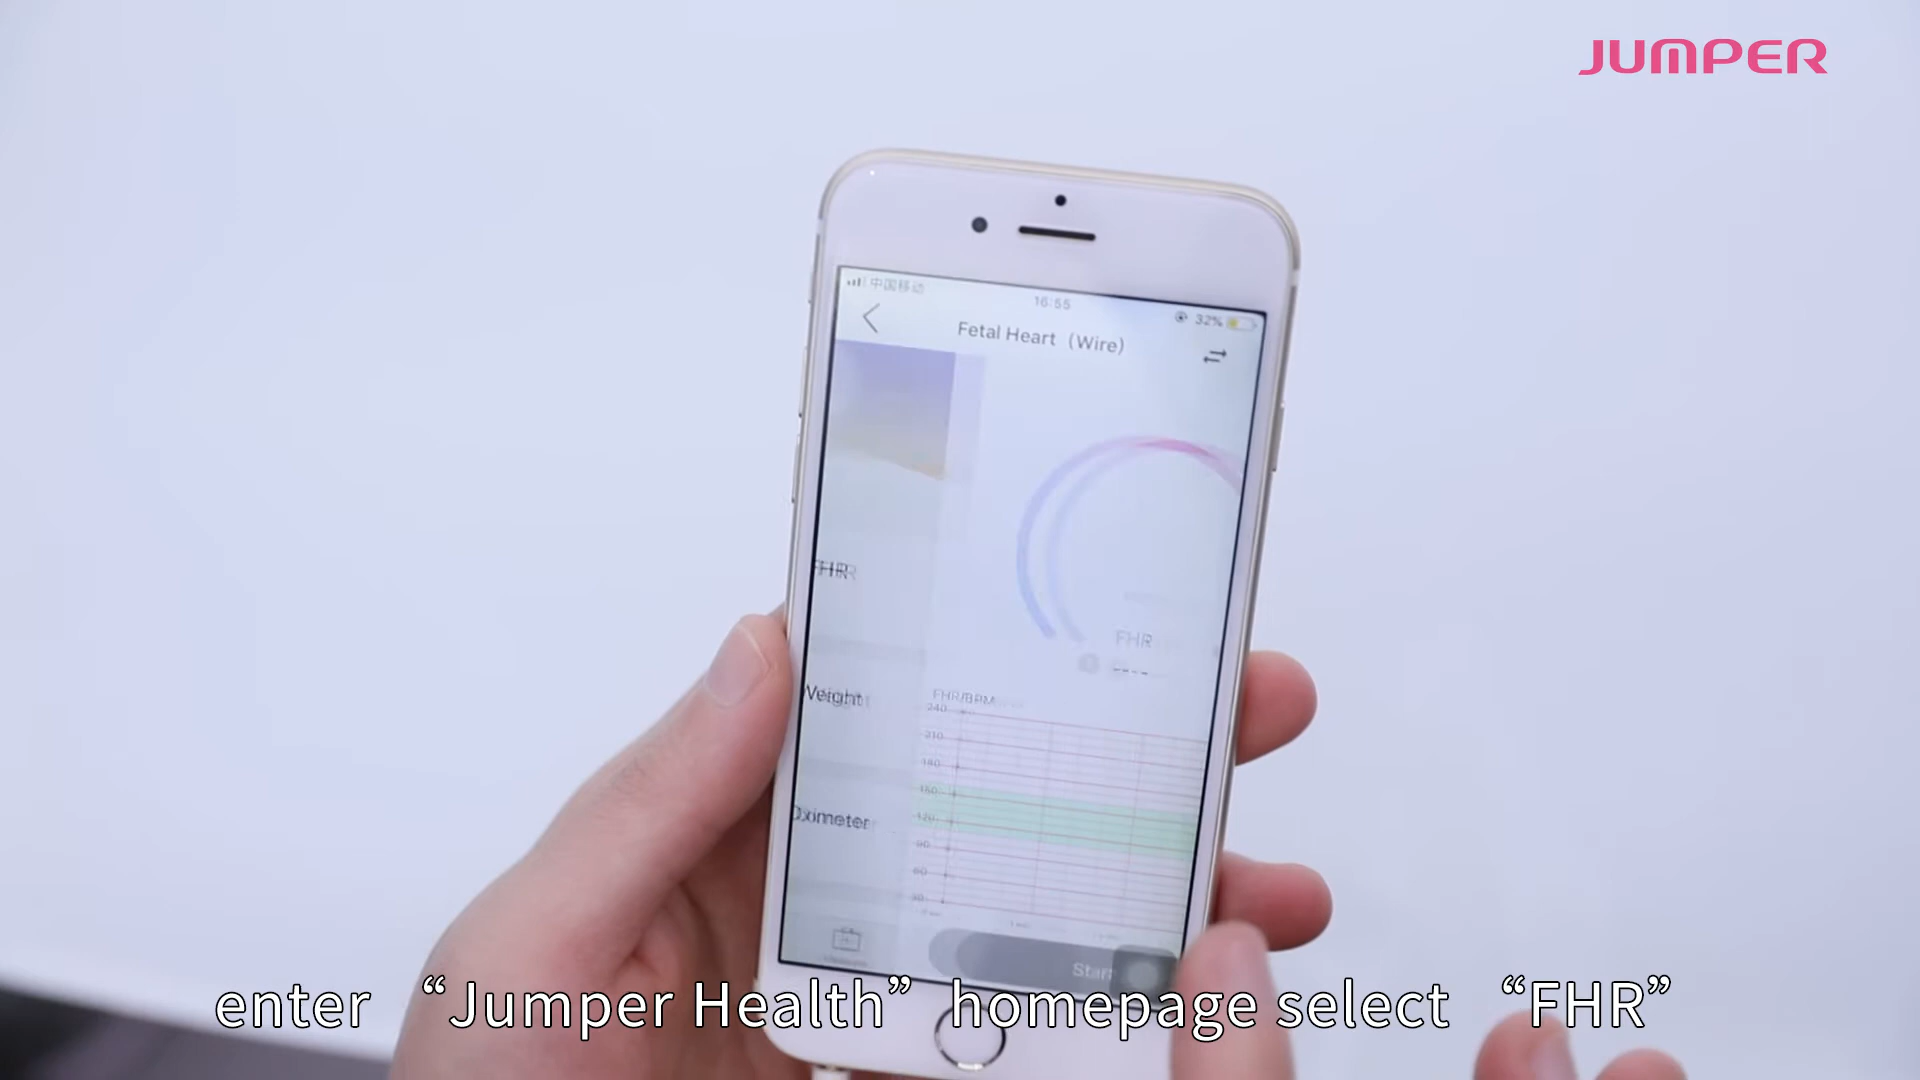 JUMPER
中国移动
16:55
32%
Fetal Heart（Wire）
FHR
FHR
----
Weight
FHR/BPM
240
210
180
150
120
90
60
30
Oximeter
Start
enter “Jumper Health” homepage select “FHR”